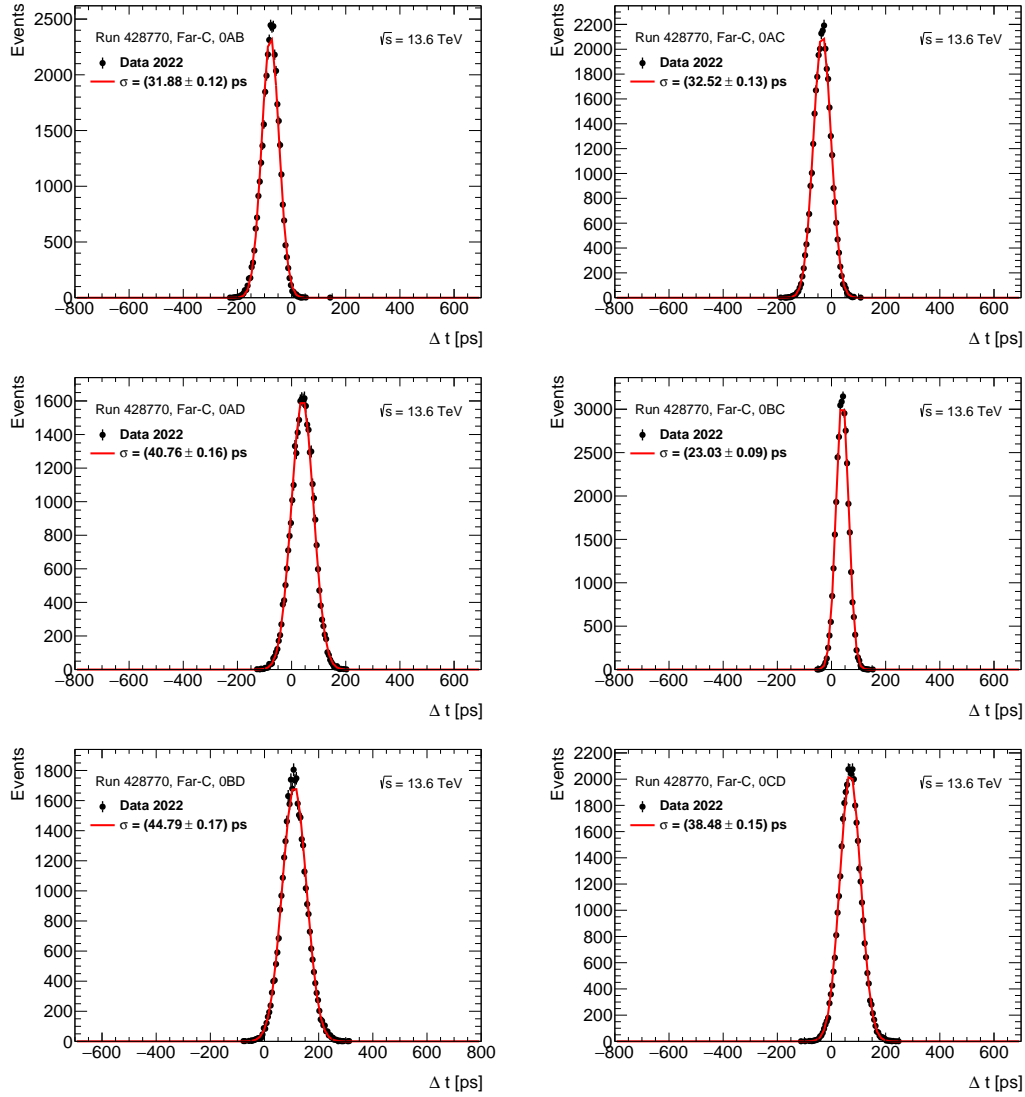 Events
2500
2000
1500
1000
500
0
Run 428770, Far-C, 0AB
√s = 13.6 TeV
Data 2022
σ = (31.88 ± 0.12) ps
−800 −600 −400 −200 0 200 400 600
Δ t [ps]
Events
2200
2000
1800
1600
1400
1200
1000
800
600
400
200
0
Run 428770, Far-C, 0AC
√s = 13.6 TeV
Data 2022
σ = (32.52 ± 0.13) ps
−800 −600 −400 −200 0 200 400 600
Δ t [ps]
Events
1600
1400
1200
1000
800
600
400
200
0
Run 428770, Far-C, 0AD
√s = 13.6 TeV
Data 2022
σ = (40.76 ± 0.16) ps
−800 −600 −400 −200 0 200 400 600
Δ t [ps]
Events
3000
2500
2000
1500
1000
500
0
Run 428770, Far-C, 0BC
√s = 13.6 TeV
Data 2022
σ = (23.03 ± 0.09) ps
−800 −600 −400 −200 0 200 400 600
Δ t [ps]
Events
1800
1600
1400
1200
1000
800
600
400
200
0
Run 428770, Far-C, 0BD
√s = 13.6 TeV
Data 2022
σ = (44.79 ± 0.17) ps
−600 −400 −200 0 200 400 600 800
Δ t [ps]
Events
2200
2000
1800
1600
1400
1200
1000
800
600
400
200
0
Run 428770, Far-C, 0CD
√s = 13.6 TeV
Data 2022
σ = (38.48 ± 0.15) ps
−800 −600 −400 −200 0 200 400 600
Δ t [ps]